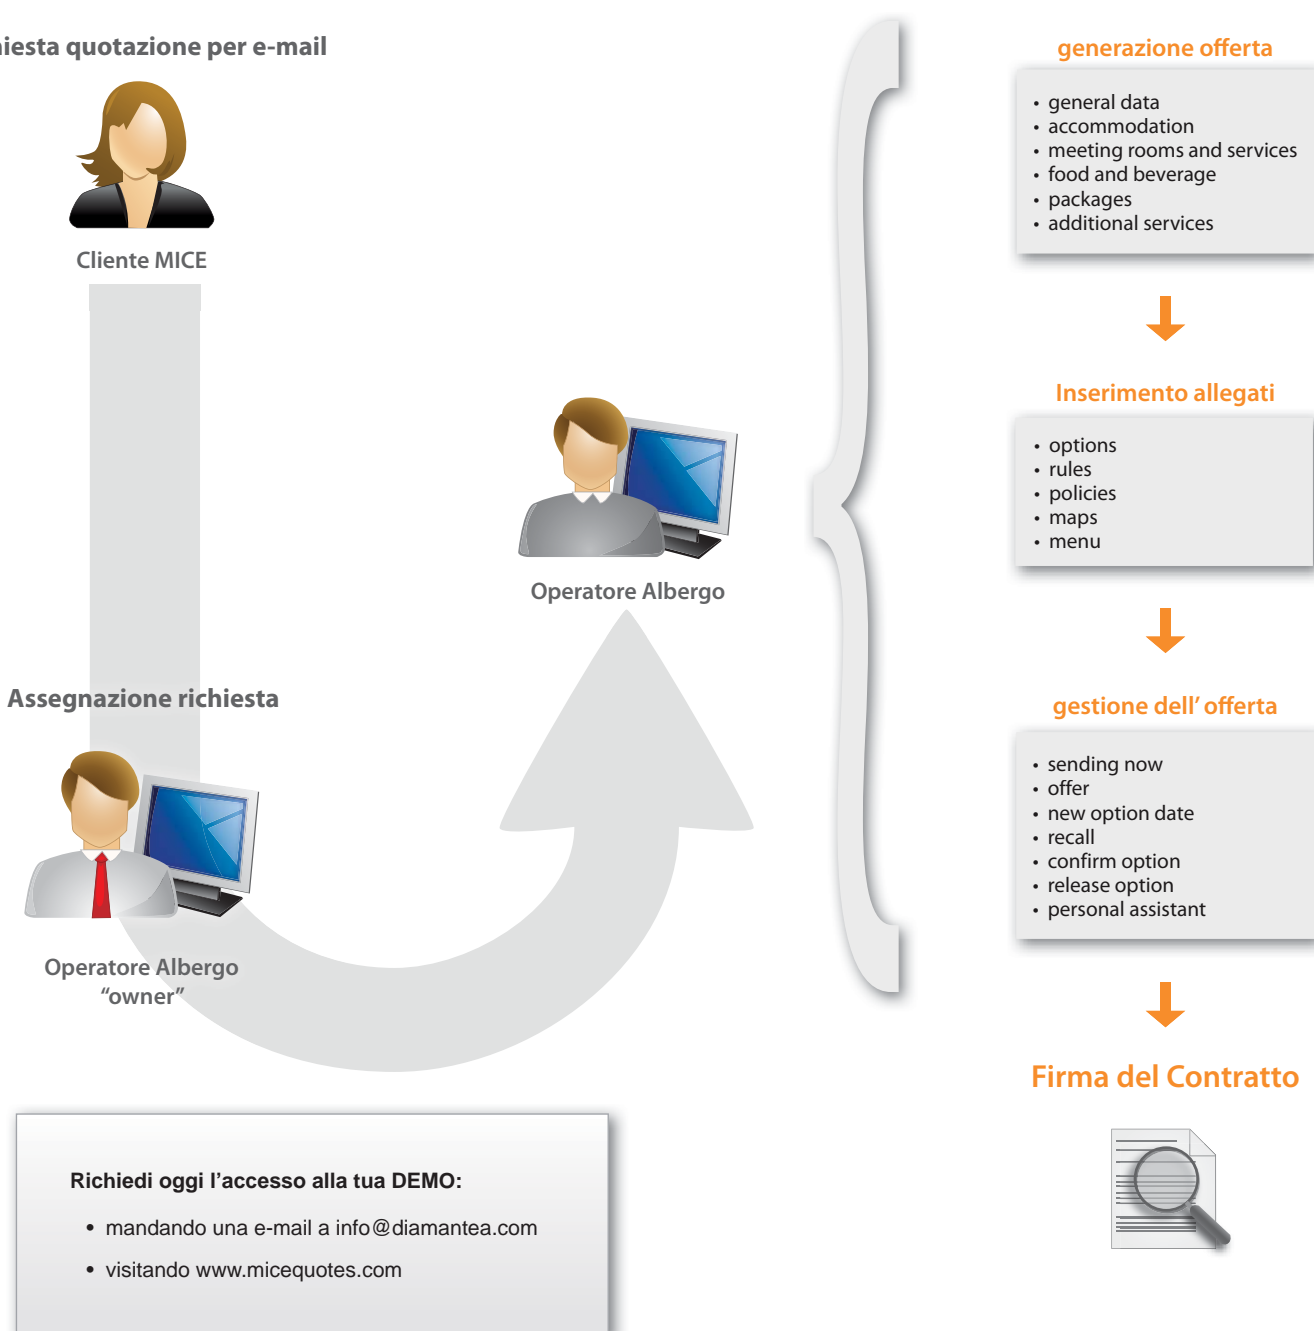 quotazione per e-mail
Cliente MICE
Assegnazione richiesta
Operatore Albergo
“owner”
Operatore Albergo
generazione offerta
• general data
• accommodation
• meeting rooms and services
• food and beverage
• packages
• additional services
Inserimento allegati
• options
• rules
• policies
• maps
• menu
gestione dell’ offerta
• sending now
• offer
• new option date
• recall
• confirm option
• release option
• personal assistant
Firma del Contratto
Richiedi oggi l’accesso alla tua DEMO:
• mandando una e-mail a info@diamantea.com
• visitando www.micequotes.com